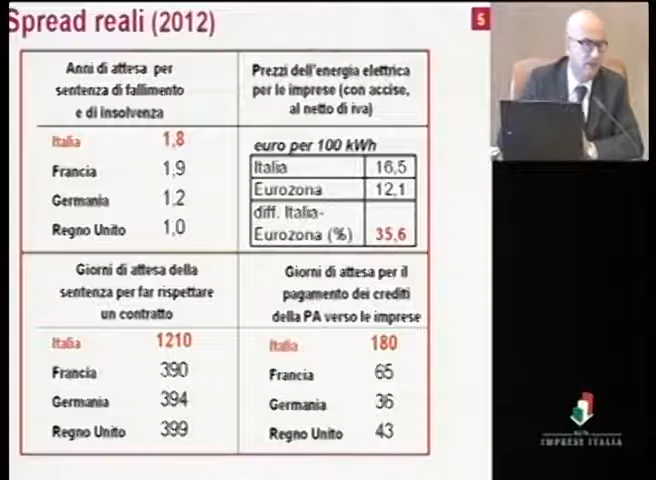 Spread reali (2012)
5
Anni di attesa per
sentenza di fallimento
e di insolvenza
Italia 1,8
Francia 1,9
Germania 1,2
Regno Unito 1,0
Prezzi dell'energia elettrica
per le imprese (con accise,
al netto di iva)
euro per 100 kWh
Italia 16,5
Eurozona 12,1
diff. Italia-
Eurozona (%) 35,6
Giorni di attesa della
sentenza per far rispettare
un contratto
Italia 1210
Francia 390
Germania 394
Regno Unito 399
Giorni di attesa per il
pagamento dei crediti
della PA verso le imprese
Italia 180
Francia 65
Germania 36
Regno Unito 43
IMPRESE ITALIA